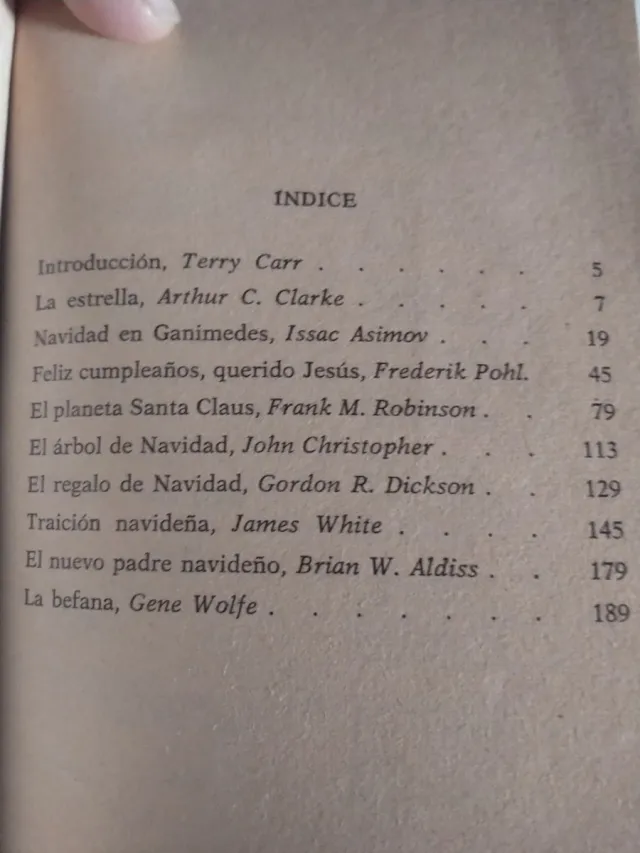 ÍNDICE
Introducción, Terry Carr . . . . . . 5
La estrella, Arthur C. Clarke . . . . . 7
Navidad en Ganímedes, Issac Asimov . . . 19
Feliz cumpleaños, querido Jesús, Frederik Pohl. 45
El planeta Santa Claus, Frank M. Robinson . . 79
El árbol de Navidad, John Christopher . . . 113
El regalo de Navidad, Gordon R. Dickson . . 129
Traición navideña, James White . . . . 145
El nuevo padre navideño, Brian W. Aldiss . . 179
La befana, Gene Wolfe . . . . . . . 189